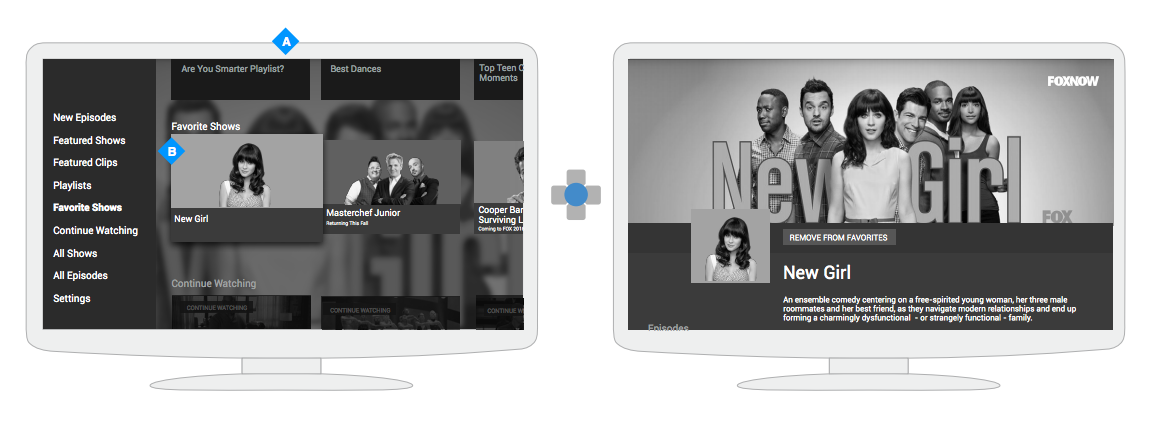 A
Are You Smarter Playlist?
Best Dances
Top Teen C
Moments
New Episodes
Featured Shows
Featured Clips
Playlists
Favorite Shows
Continue Watching
All Shows
All Episodes
Settings
Favorite Shows
B
New Girl
Masterchef Junior
Returning This Fall
Cooper Bar
Surviving L
Coming to FOX 201
Continue Watching
CONTINUE WATCHING
CONTINUE WATCHING
CONTINUE WATCHING
FOXNOW
New Girl
FOX
REMOVE FROM FAVORITES
New Girl
An ensemble comedy centering on a free-spirited young woman, her three male
roommates and her best friend, as they navigate modern relationships and end up
forming a charmingly dysfunctional - or strangely functional - family.
Episodes